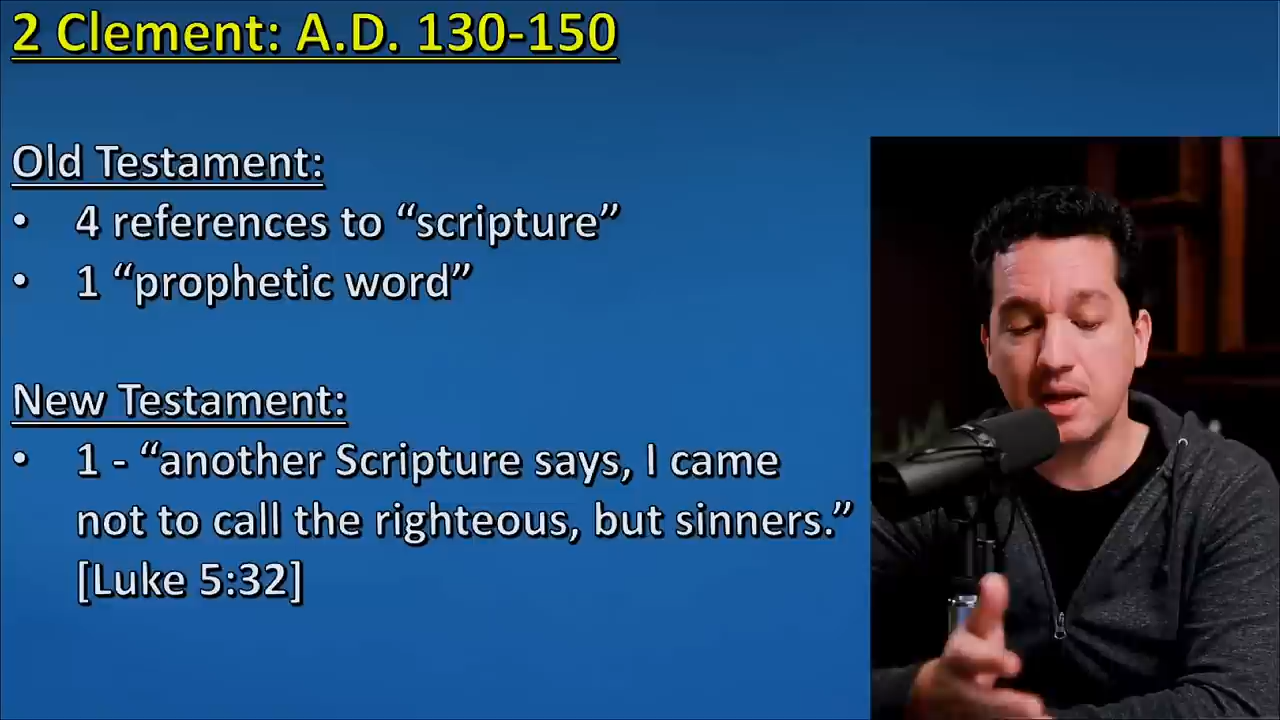 2 Clement: A.D. 130-150
Old Testament:
• 4 references to “scripture”
• 1 “prophetic word”
New Testament:
• 1 - “another Scripture says, I came
not to call the righteous, but sinners.”
[Luke 5:32]